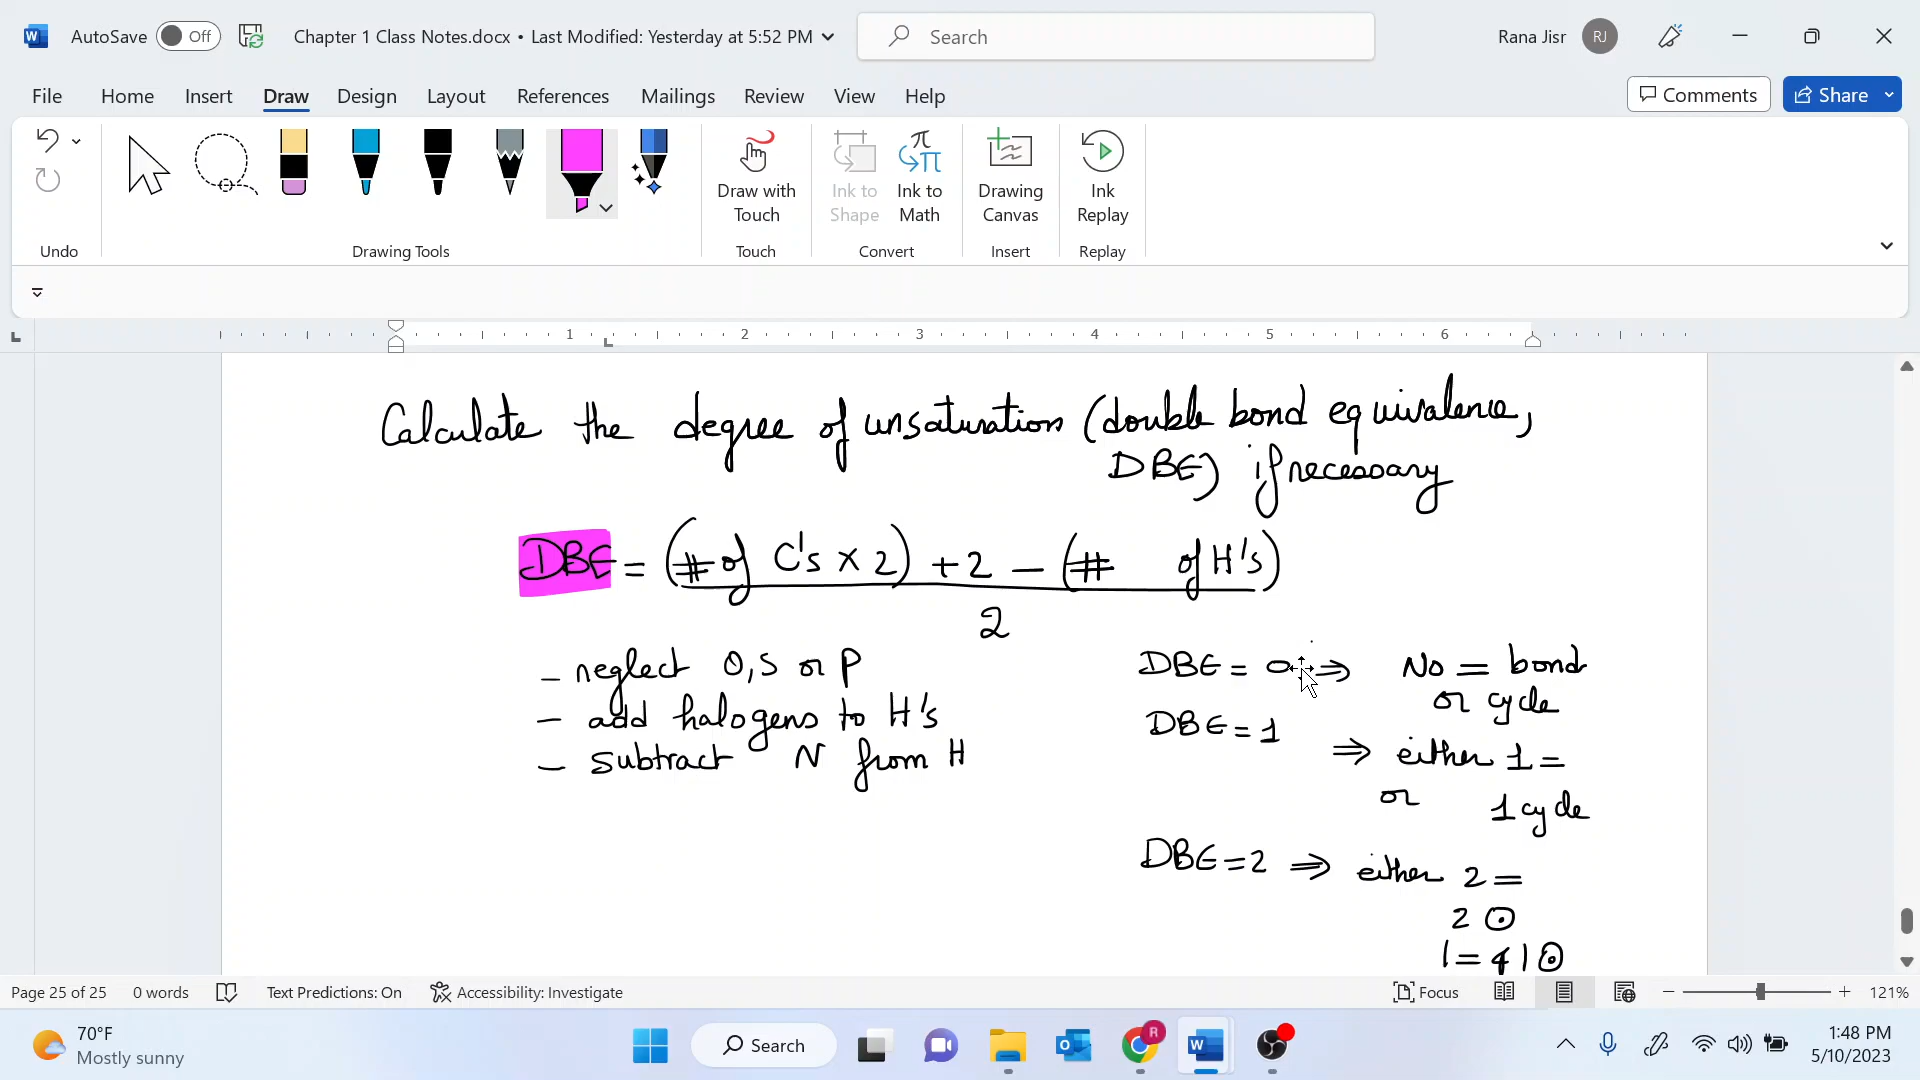 AutoSave Off Chapter 1 Class Notes.docx • Last Modified: Yesterday at 5:52 PM Search Rana Jisr RJ
File Home Insert Draw Design Layout References Mailings Review View Help Comments Share
Draw with Touch
Ink to Shape
Ink to Math
Drawing Canvas
Ink Replay
Undo Drawing Tools Touch Convert Insert Replay
1 2 3 4 5 6
Calculate the degree of unsaturation (double bond equivalence,
DBE) if necessary
DBE = (# of C's x 2) + 2 - (# of H's)
2
- neglect O, S or P
- add halogens to H's
- subtract N from H
DBE = 0 ⇒ No = bond
or cycle
DBE = 1
⇒ either 1 =
or 1 cycle
DBE = 2 ⇒ either 2 =
2 ⊙
1 = & 1 ⊙
Page 25 of 25 0 words Text Predictions: On Accessibility: Investigate Focus 121%
70°F
Mostly sunny
Search
R
1:48 PM
5/10/2023